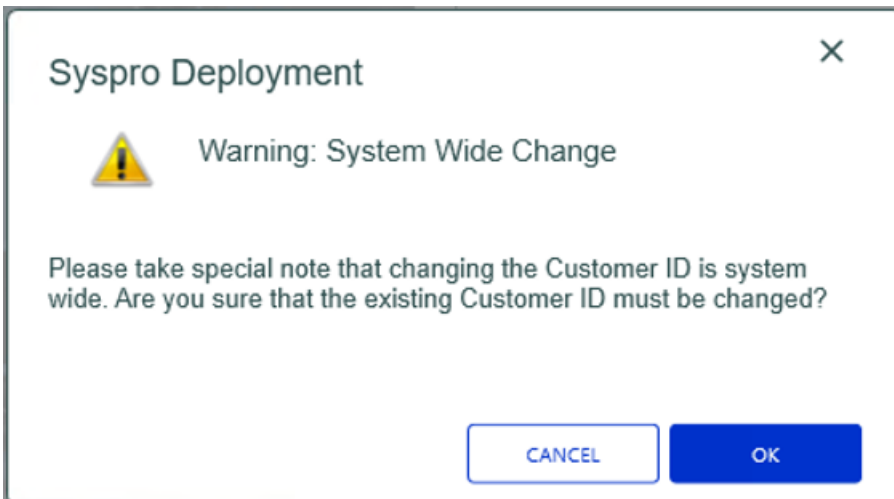 Syspro Deployment
Warning: System Wide Change
Please take special note that changing the Customer ID is system
wide. Are you sure that the existing Customer ID must be changed?
CANCEL
OK